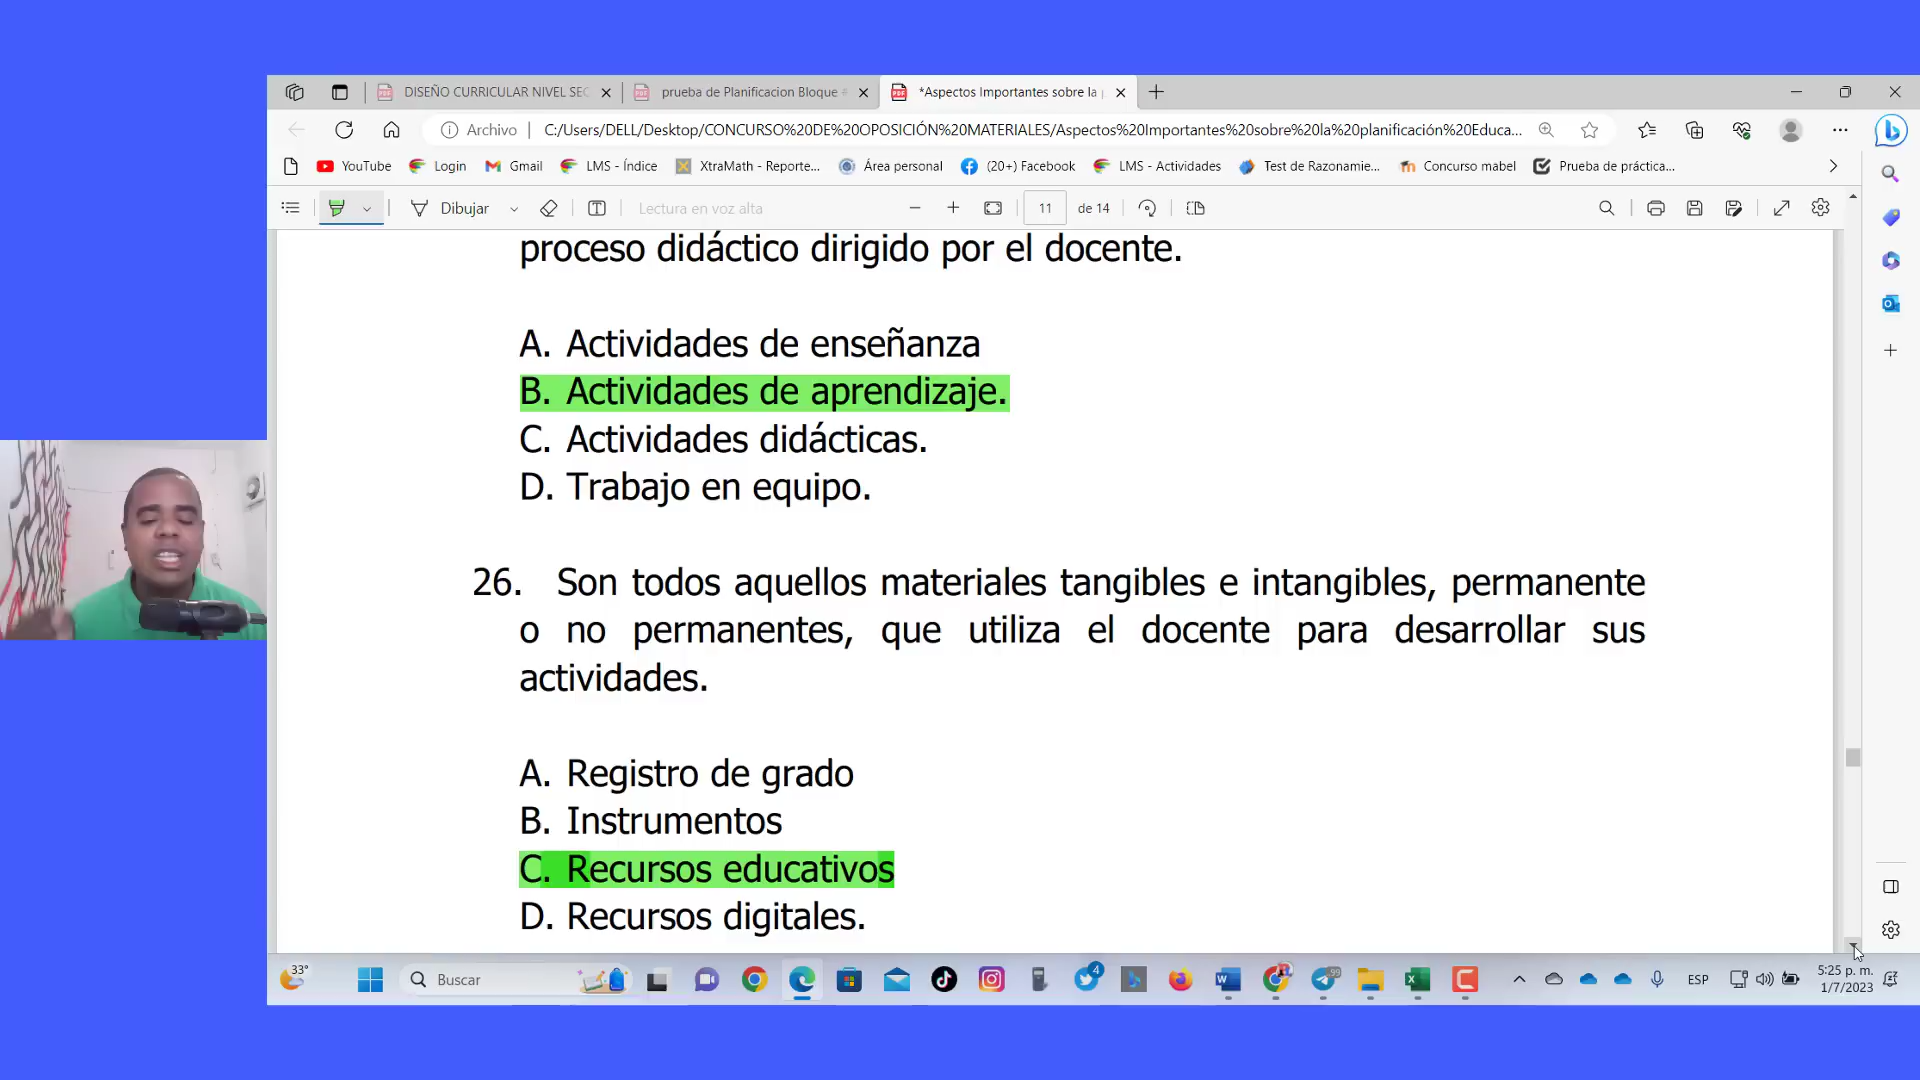 DISEÑO CURRICULAR NIVEL SEC
prueba de Planificacion Bloque #
*Aspectos Importantes sobre la p
Archivo
C:/Users/DELL/Desktop/CONCURSO%20DE%20OPOSICIÓN%20MATERIALES/Aspectos%20Importantes%20sobre%20la%20planificación%20Educa...
YouTube
Login
Gmail
LMS - Índice
XtraMath - Reporte...
Área personal
(20+) Facebook
LMS - Actividades
Test de Razonamie...
Concurso mabel
Prueba de práctica...
Dibujar
Lectura en voz alta
11
de 14
proceso didáctico dirigido por el docente.
A. Actividades de enseñanza
B. Actividades de aprendizaje.
C. Actividades didácticas.
D. Trabajo en equipo.
26. Son todos aquellos materiales tangibles e intangibles, permanente
o no permanentes, que utiliza el docente para desarrollar sus
actividades.
A. Registro de grado
B. Instrumentos
C. Recursos educativos
D. Recursos digitales.
33°
Buscar
4
99
ESP
5:25 p. m.
1/7/2023